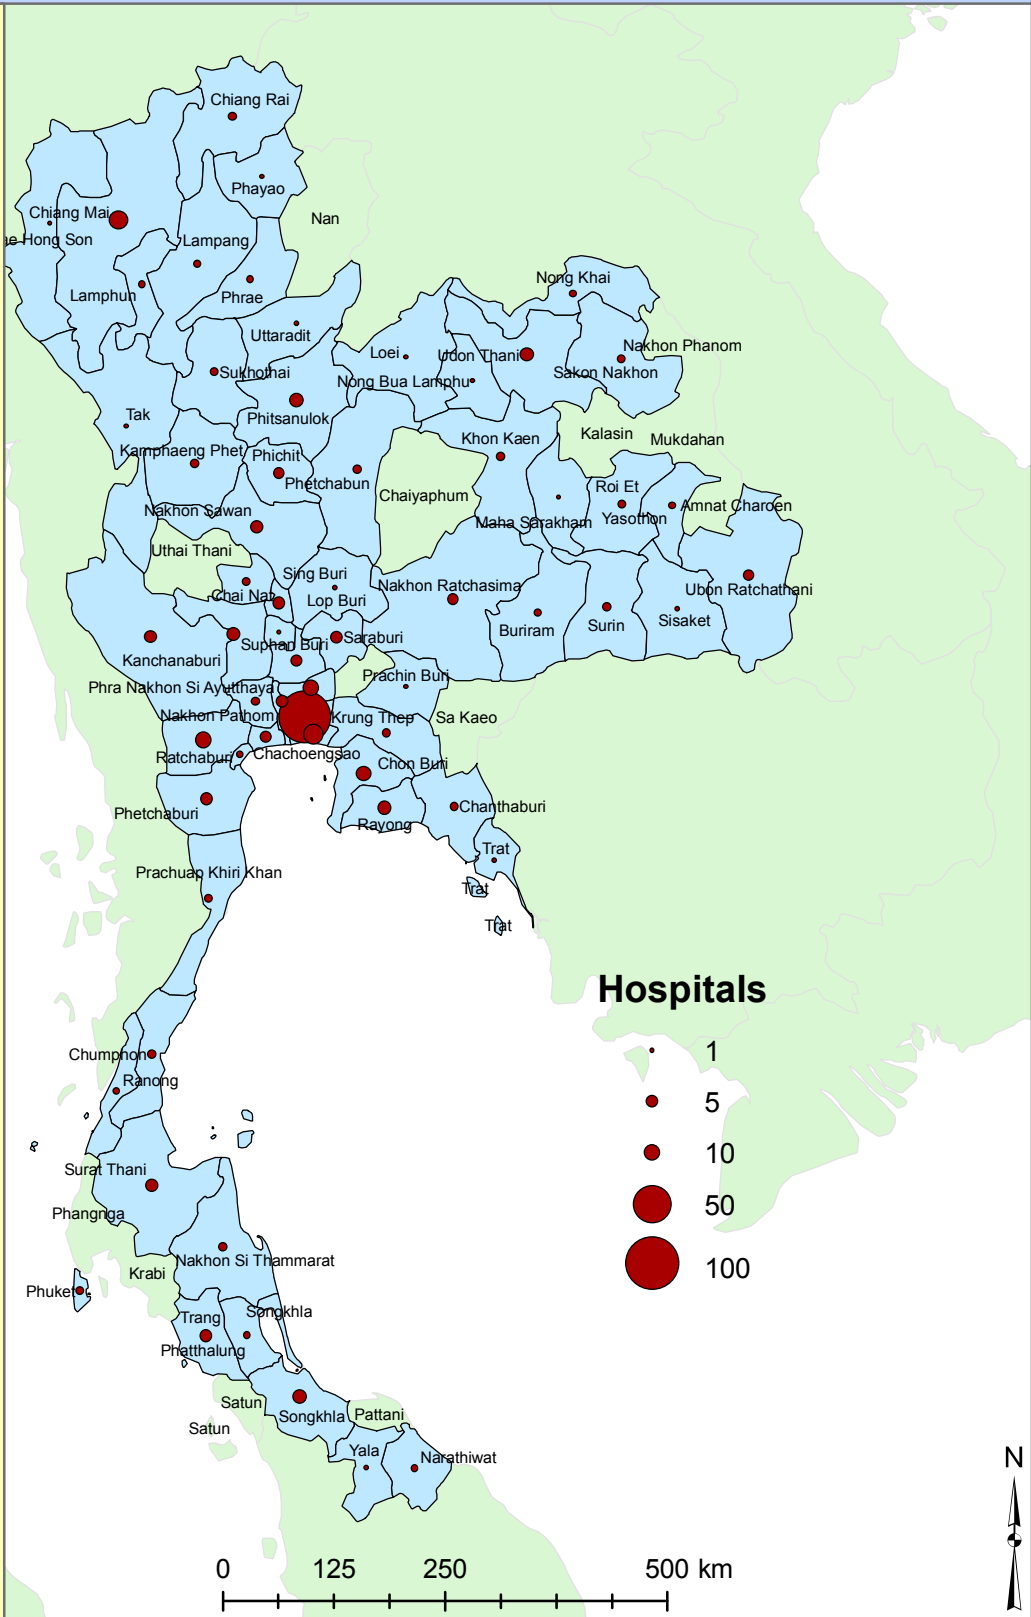 Chiang Rai
Phayao
Nan
Chiang Mai
Hong Son
Lampang
Lamphun
Phrae
Nong Khai
Uttaradit
Loei
Udon Thani
Nakhon Phanom
Sukhothai
Nong Bua Lamphu
Sakon Nakhon
Tak
Phitsanulok
Khon Kaen
Kalasin
Mukdahan
Kamphaeng Phet
Phichit
Phetchabun
Chaiyaphum
Roi Et
Amnat Charoen
Nakhon Sawan
Maha Sarakham
Yasothon
Uthai Thani
Sing Buri
Nakhon Ratchasima
Ubon Ratchathani
Chai Nat
Lop Buri
Buriram
Surin
Sisaket
Suphan Buri
Saraburi
Kanchanaburi
Prachin Buri
Phra Nakhon Si Ayutthaya
Nakhon Pathom
Krung Thep
Sa Kaeo
Ratchaburi
Chachoengsao
Chon Buri
Phetchaburi
Rayong
Chanthaburi
Trat
Prachuap Khiri Khan
Trat
Trat
Hospitals
1
5
10
50
100
Chumphon
Ranong
Surat Thani
Phangnga
Nakhon Si Thammarat
Krabi
Phuket
Trang
Songkhla
Phatthalung
Satun
Songkhla
Pattani
Satun
Yala
Narathiwat
N
0 125 250 500 km